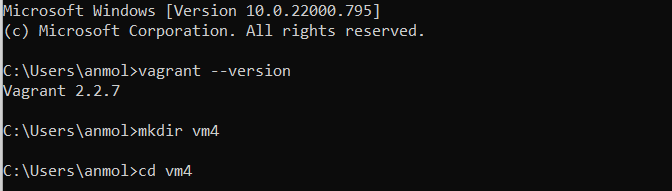 Microsoft Windows [Version 10.0.22000.795]
(c) Microsoft Corporation. All rights reserved.
C:\Users\anmol>vagrant --version
Vagrant 2.2.7
C:\Users\anmol>mkdir vm4
C:\Users\anmol>cd vm4